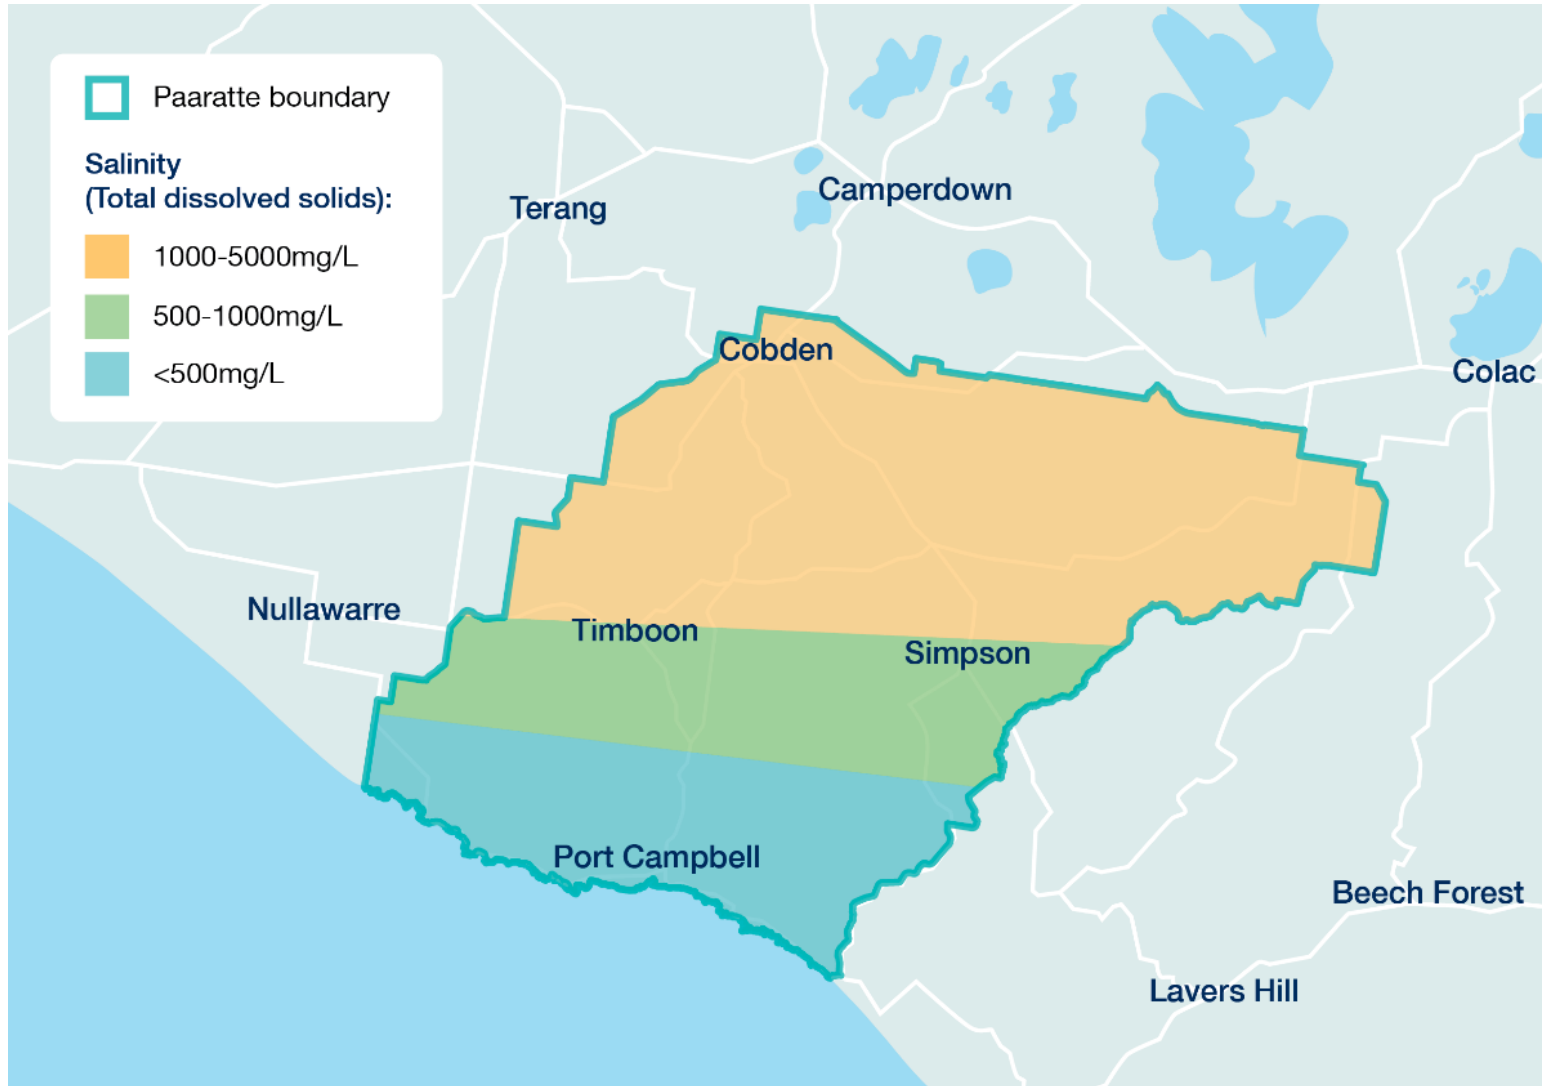 Paaratte boundary
Salinity
(Total dissolved solids):
1000-5000mg/L
500-1000mg/L
<500mg/L
Terang
Camperdown
Cobden
Colac
Nullawarre
Timboon
Simpson
Port Campbell
Beech Forest
Lavers Hill